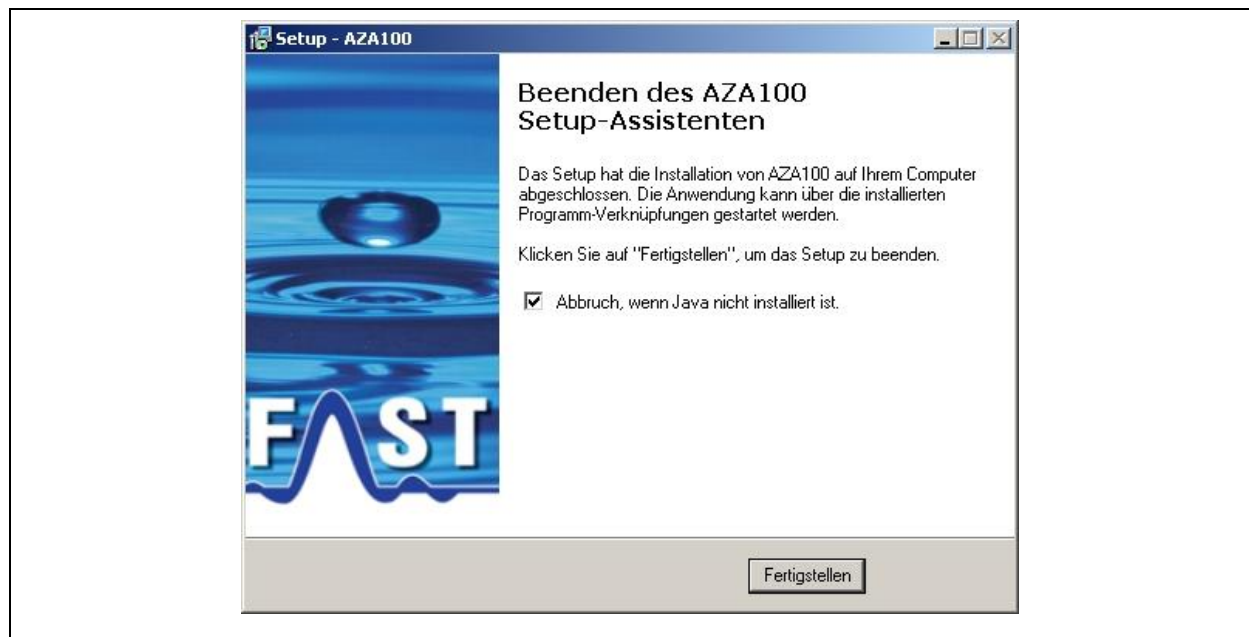 Setup - AZA100
Beenden des AZA100
Setup-Assistenten
Das Setup hat die Installation von AZA100 auf Ihrem Computer
abgeschlossen. Die Anwendung kann über die installierten
Programm-Verknüpfungen gestartet werden.
Klicken Sie auf "Fertigstellen", um das Setup zu beenden.
Abbruch, wenn Java nicht installiert ist.
FAST
Fertigstellen